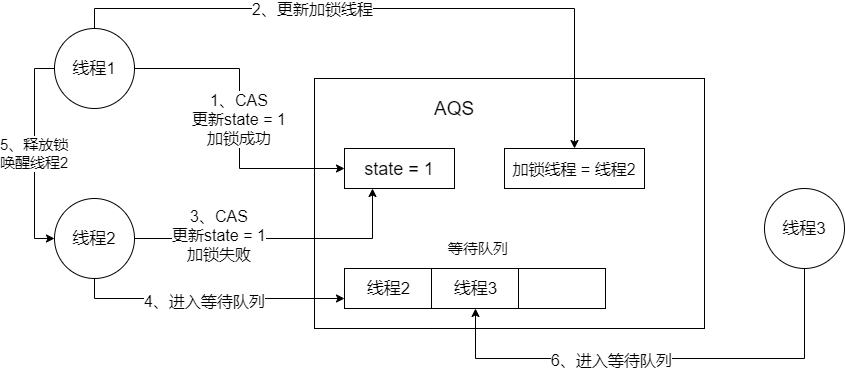 2、更新加锁线程
线程1
1、CAS
更新state = 1
加锁成功
AQS
5、释放锁
唤醒线程2
state = 1
加锁线程 = 线程2
线程2
3、CAS
更新state = 1
加锁失败
线程3
等待队列
线程2
线程3
4、进入等待队列
6、进入等待队列